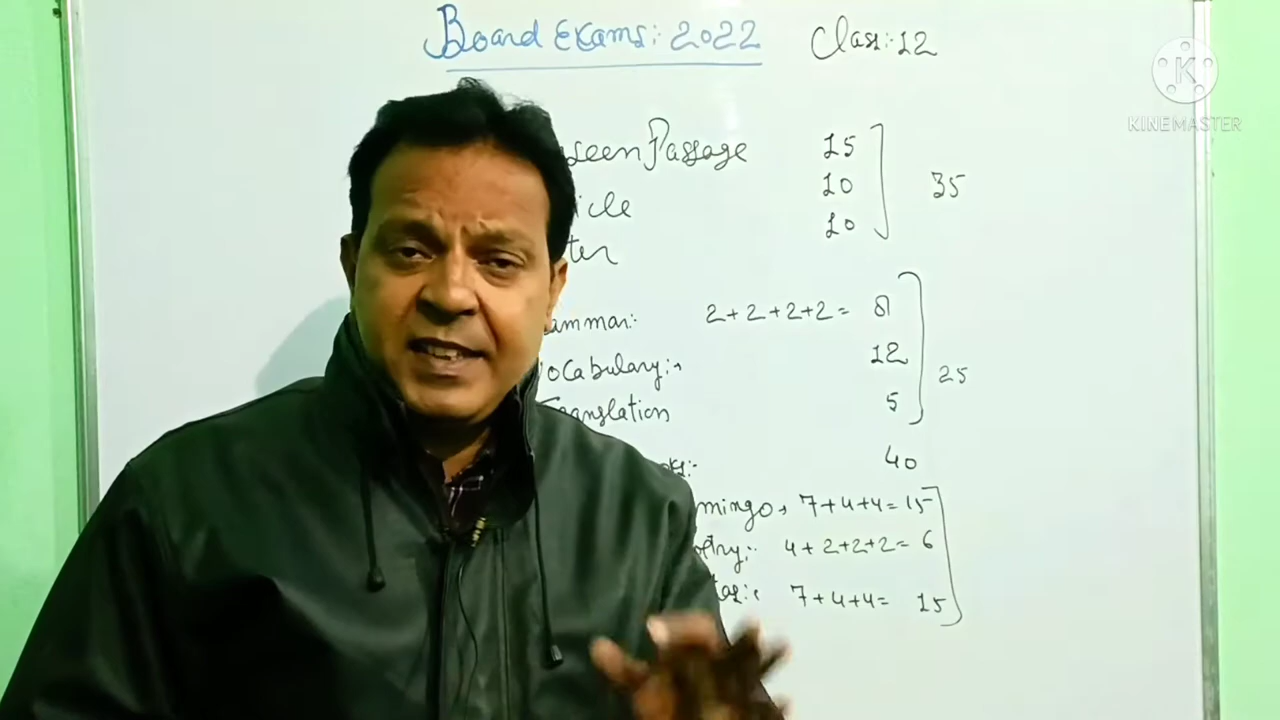 Board Exams: 2022 Class:-12
KINEMASTER
seen Passage 15
icle 10 35
ter 10
ammar:- 2+2+2+2= 8
ocabulary:- 12
25
Translation 5
oks:- 40
mingo, 7+4+4=15
etry:- 4+2+2+2= 6
7+4+4= 15